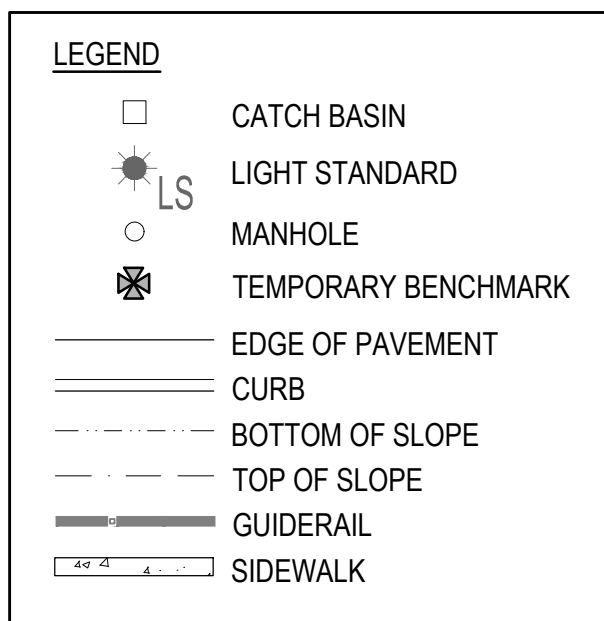 LEGEND
CATCH BASIN
LS LIGHT STANDARD
MANHOLE
TEMPORARY BENCHMARK
EDGE OF PAVEMENT
CURB
BOTTOM OF SLOPE
TOP OF SLOPE
GUIDERAIL
SIDEWALK